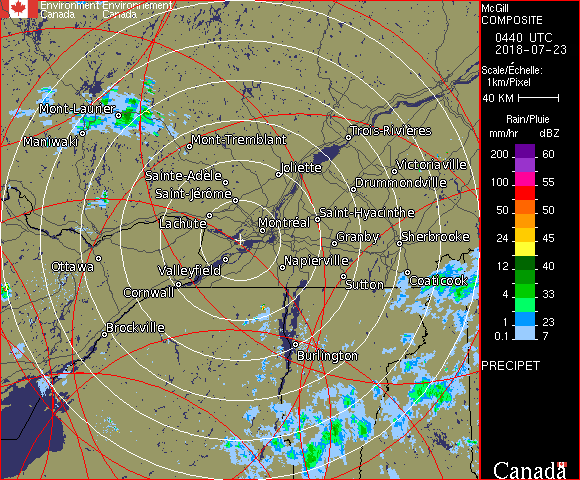 Environment Environnement
Canada Canada
McGill
COMPOSITE
0440 UTC
2018-07-23
Scale/Échelle:
1km/Pixel
40 KM
Rain/Pluie
mm/hr dBZ
200 60
100 55
50 50
24 45
12 40
4 33
1 23
0.1 7
PRECIPET
Canada
Mont-Laurier
Maniwaki
Mont-Tremblant
Trois-Rivières
Sainte-Adèle
Joliette
Victoriaville
Saint-Jérôme
Drummondville
Lachute
Montréal
Saint-Hyacinthe
Granby
Sherbrooke
Ottawa
Valleyfield
Napierville
Cornwall
Sutton
Coaticook
Brockville
Burlington